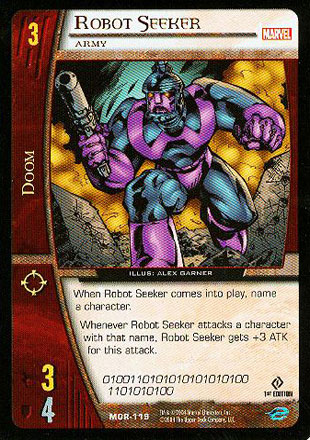 3
ROBOT SEEKER
ARMY
MARVEL
DOOM
ILLUS: ALEX GARNER
When Robot Seeker comes into play, name
a character.
Whenever Robot Seeker attacks a character
with that name, Robot Seeker gets +3 ATK
for this attack.
0100110101010101010100
1101010100
3
4
1ST EDITION
MOR-119